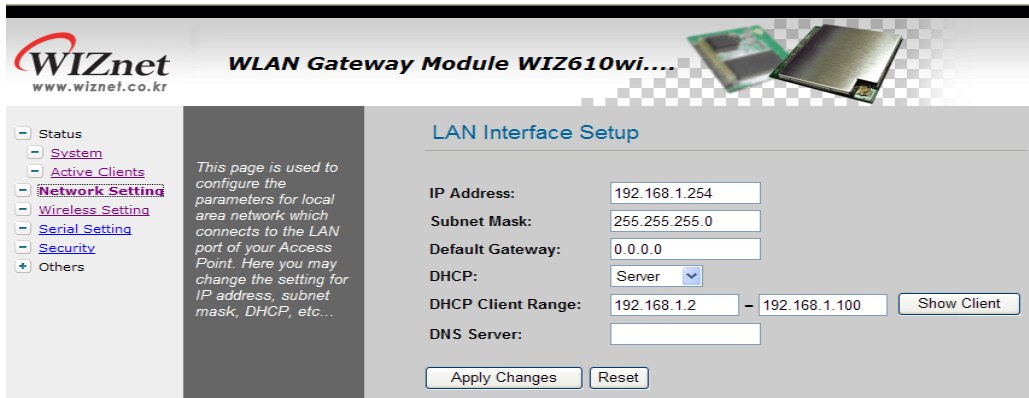 WIZnet
www.wiznet.co.kr
WLAN Gateway Module WIZ610wi....
Status
System
Active Clients
Network Setting
Wireless Setting
Serial Setting
Security
Others
This page is used to
configure the
parameters for local
area network which
connects to the LAN
port of your Access
Point. Here you may
change the setting for
IP address, subnet
mask, DHCP, etc...
LAN Interface Setup
IP Address: 192.168.1.254
Subnet Mask: 255.255.255.0
Default Gateway: 0.0.0.0
DHCP: Server
DHCP Client Range: 192.168.1.2 – 192.168.1.100 Show Client
DNS Server:
Apply Changes Reset